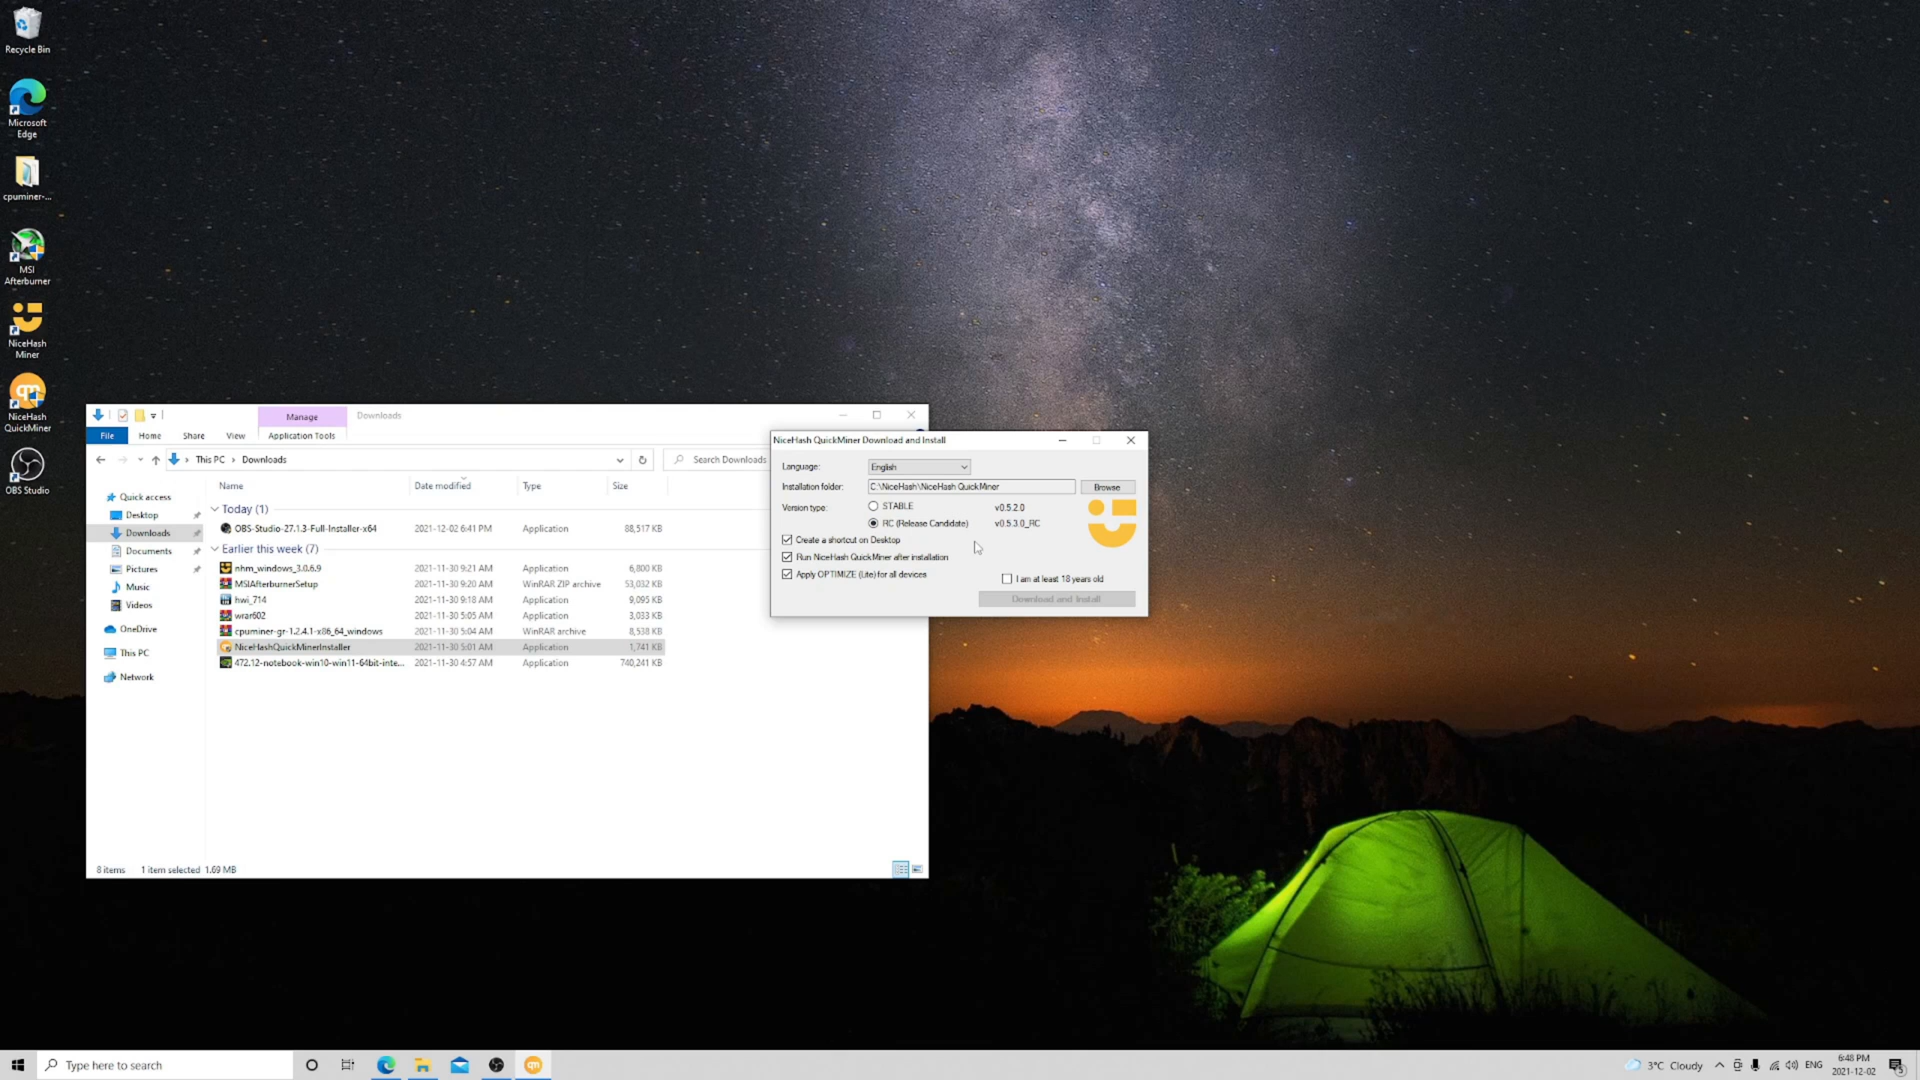 Recycle Bin
Microsoft
Edge
cpuminer-...
MSI
Afterburner
NiceHash
Miner
NiceHash
QuickMiner
OBS Studio
Manage
Downloads
File
Home
Share
View
Application Tools
This PC
Downloads
Search Downloads
Name
Date modified
Type
Size
Quick access
Desktop
Downloads
Documents
Pictures
Music
Videos
OneDrive
This PC
Network
Today (1)
OBS-Studio-27.1.3-Full-Installer-x64 2021-12-02 6:41 PM Application 88,517 KB
Earlier this week (7)
nhm_windows_3.0.6.9 2021-11-30 9:21 AM Application 6,800 KB
MSIAfterburnerSetup 2021-11-30 9:20 AM WinRAR ZIP archive 53,032 KB
hwi_714 2021-11-30 9:18 AM Application 9,095 KB
wrar602 2021-11-30 5:05 AM Application 3,033 KB
cpuminer-gr-1.2.4.1-x86_64_windows 2021-11-30 5:04 AM WinRAR archive 8,538 KB
NiceHashQuickMinerInstaller 2021-11-30 5:01 AM Application 1,741 KB
472.12-notebook-win10-win11-64bit-inte... 2021-11-30 4:57 AM Application 740,241 KB
8 items 1 item selected 1.69 MB
NiceHash QuickMiner Download and Install
Language: English
Installation folder: C:\NiceHash\NiceHash QuickMiner Browse
Version type: STABLE v0.5.2.0
RC (Release Candidate) v0.5.3.0_RC
Create a shortcut on Desktop
Run NiceHash QuickMiner after installation
Apply OPTIMIZE (Lite) for all devices
I am at least 18 years old
Download and Install
Type here to search
3°C Cloudy
ENG
6:48 PM
2021-12-02
5